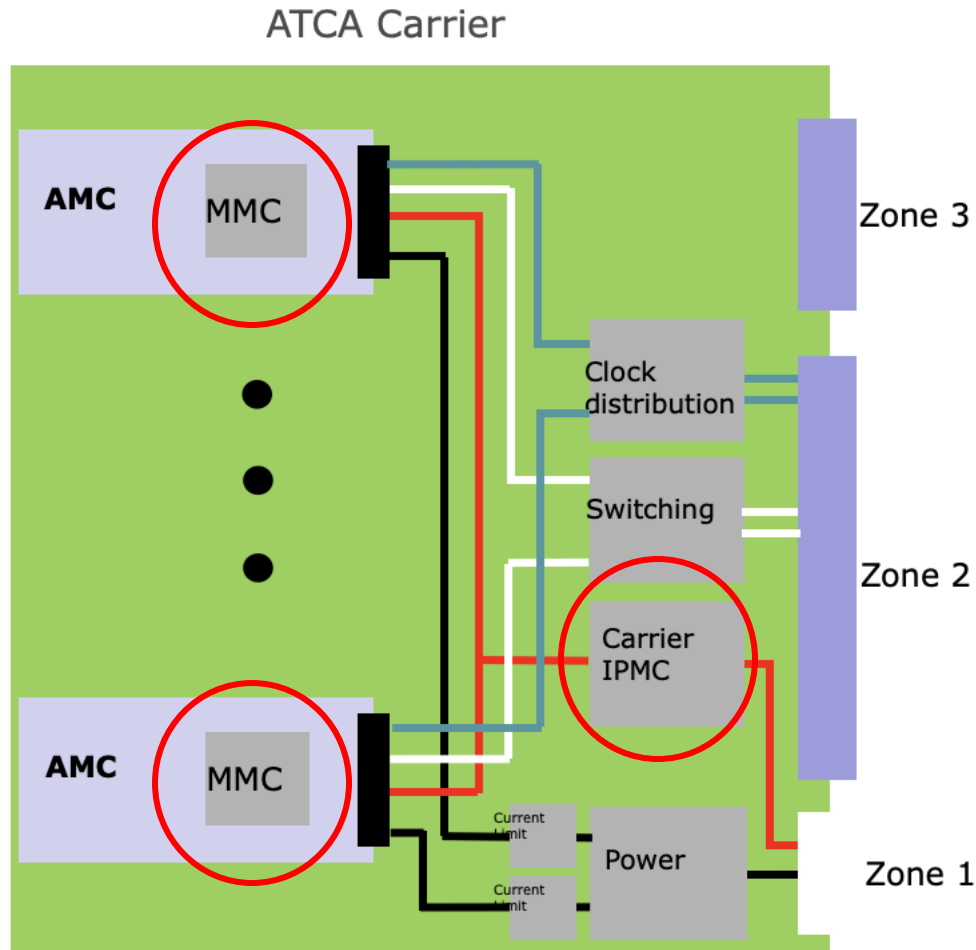 ATCA Carrier
AMC
MMC
Zone 3
Clock
distribution
Switching
Zone 2
Carrier
IPMC
AMC
MMC
Current
Limit
Power
Zone 1
Current
Limit